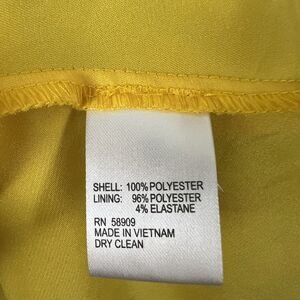 SHELL: 100% POLYESTER
LINING: 96% POLYESTER
4% ELASTANE
RN 58909
MADE IN VIETNAM
DRY CLEAN